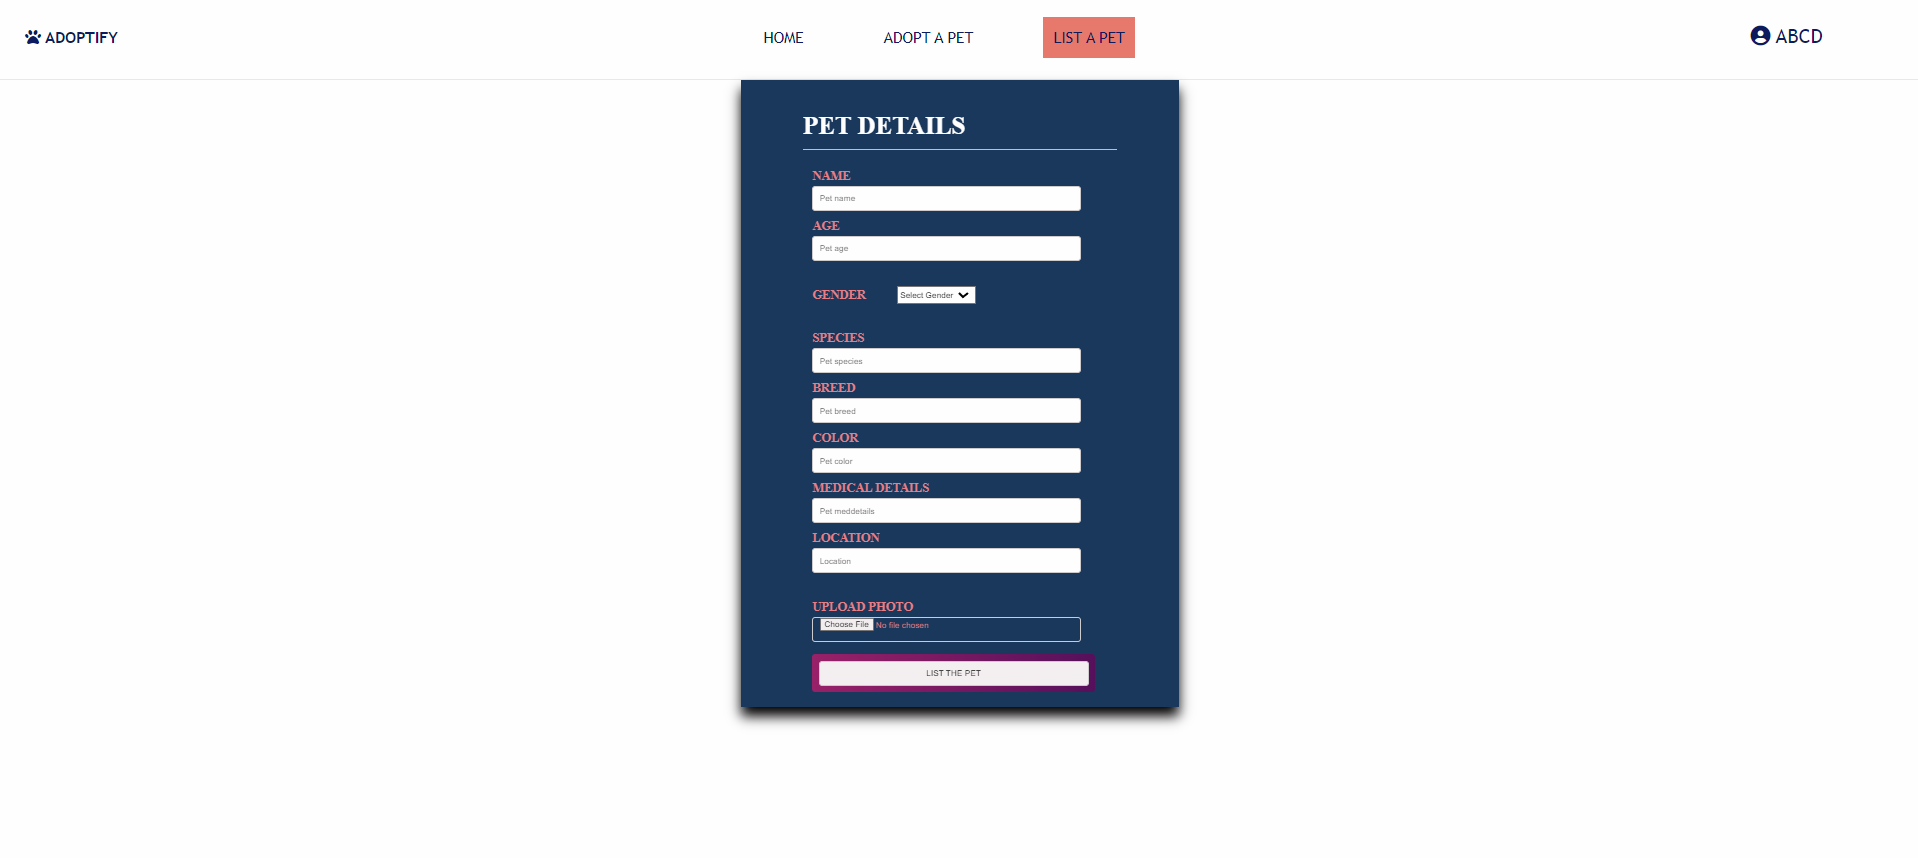 ADOPTIFY
HOME
ADOPT A PET
LIST A PET
ABCD
PET DETAILS
NAME
Pet name
AGE
Pet age
GENDER
Select Gender
SPECIES
Pet species
BREED
Pet breed
COLOR
Pet color
MEDICAL DETAILS
Pet meddetails
LOCATION
Location
UPLOAD PHOTO
Choose File No file chosen
LIST THE PET